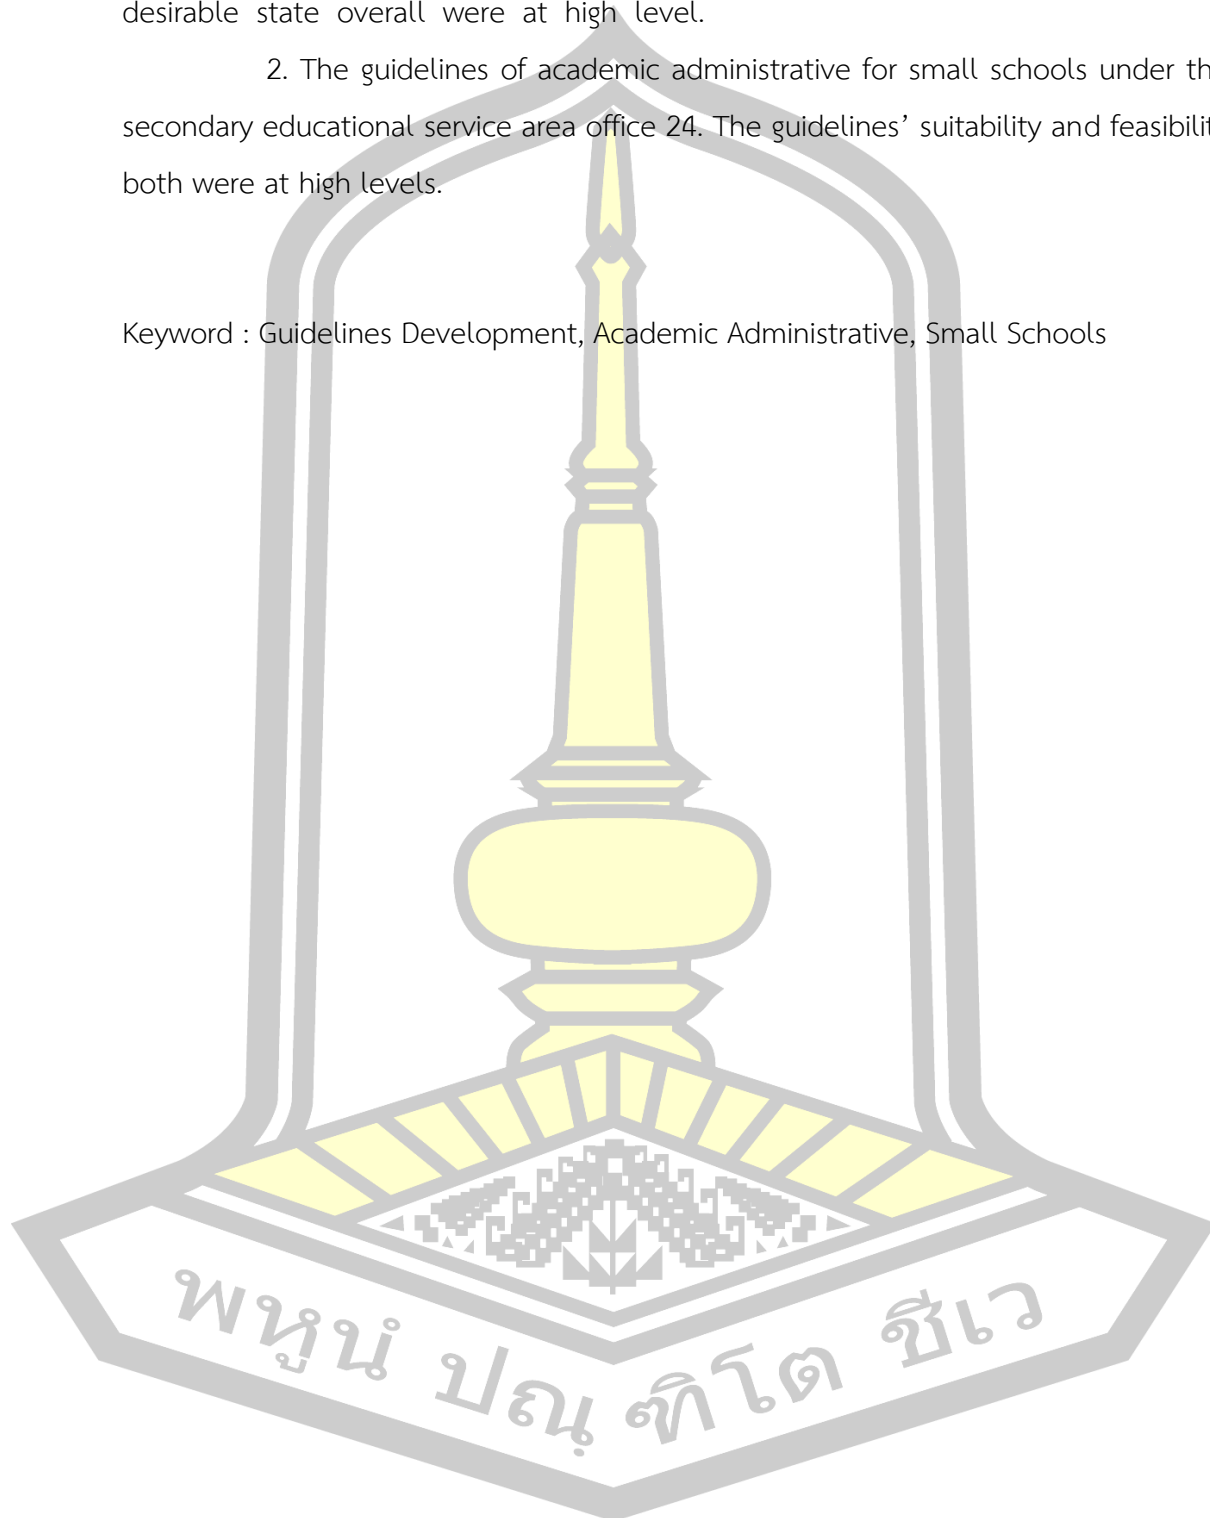 desirable state overall were at high level.
2. The guidelines of academic administrative for small schools under th
secondary educational service area office 24. The guidelines’ suitability and feasibilit
both were at high levels.
Keyword : Guidelines Development, Academic Administrative, Small Schools
พหูนํ ปณฺฑิโต ชีเว